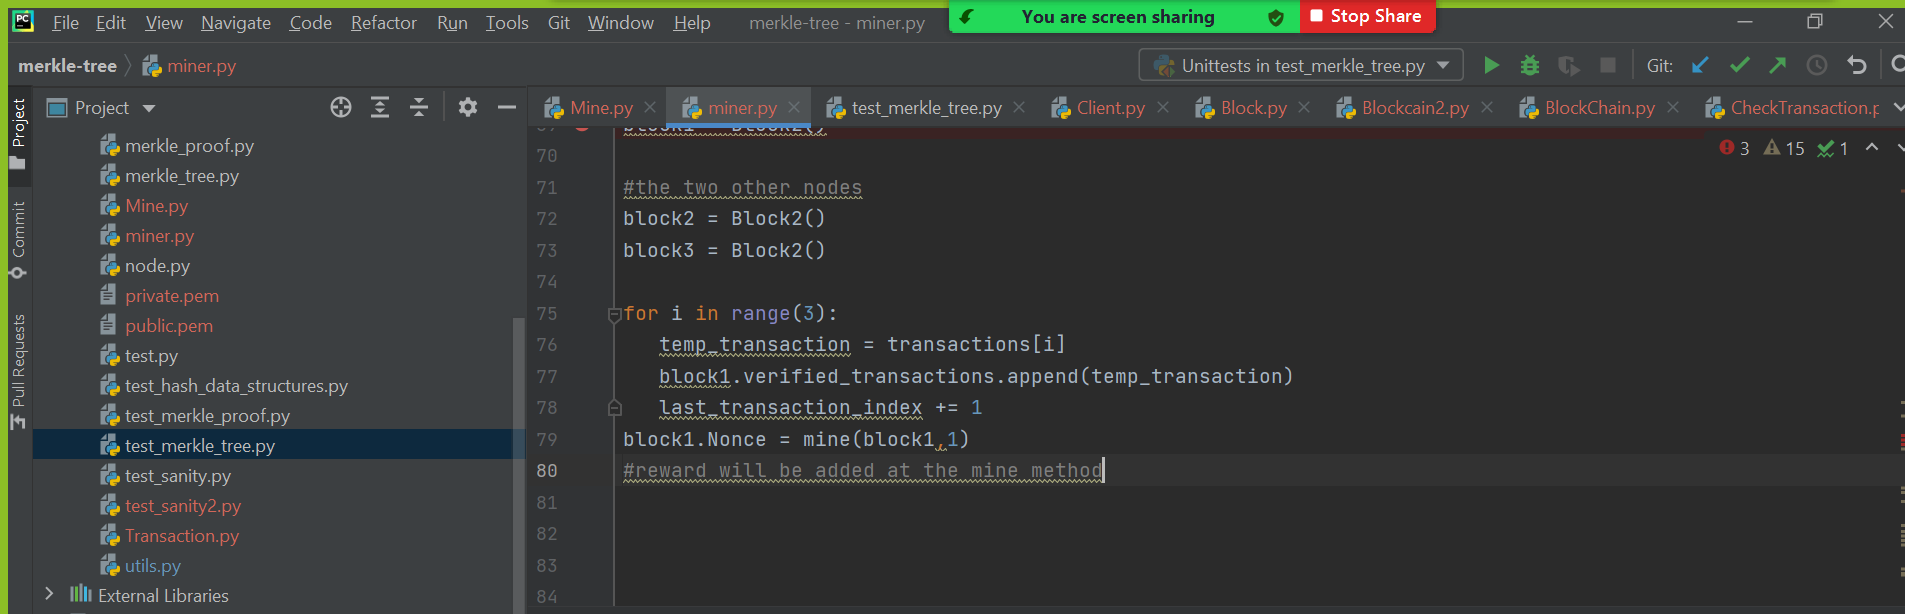 You are screen sharing Stop Share
PC File Edit View Navigate Code Refactor Run Tools Git Window Help merkle-tree - miner.py
merkle-tree miner.py Unittests in test_merkle_tree.py Git:
Project Mine.py miner.py test_merkle_tree.py Client.py Block.py Blockcain2.py BlockChain.py CheckTransaction.p
Project
Commit
Pull Requests
merkle_proof.py
merkle_tree.py
Mine.py
miner.py
node.py
private.pem
public.pem
test.py
test_hash_data_structures.py
test_merkle_proof.py
test_merkle_tree.py
test_sanity.py
test_sanity2.py
Transaction.py
utils.py
External Libraries
3 15 1
69 block1 = Block2()
70
71 #the two other nodes
72 block2 = Block2()
73 block3 = Block2()
74
75 for i in range(3):
76 temp_transaction = transactions[i]
77 block1.verified_transactions.append(temp_transaction)
78 last_transaction_index += 1
79 block1.Nonce = mine(block1,1)
80 #reward will be added at the mine method
81
82
83
84